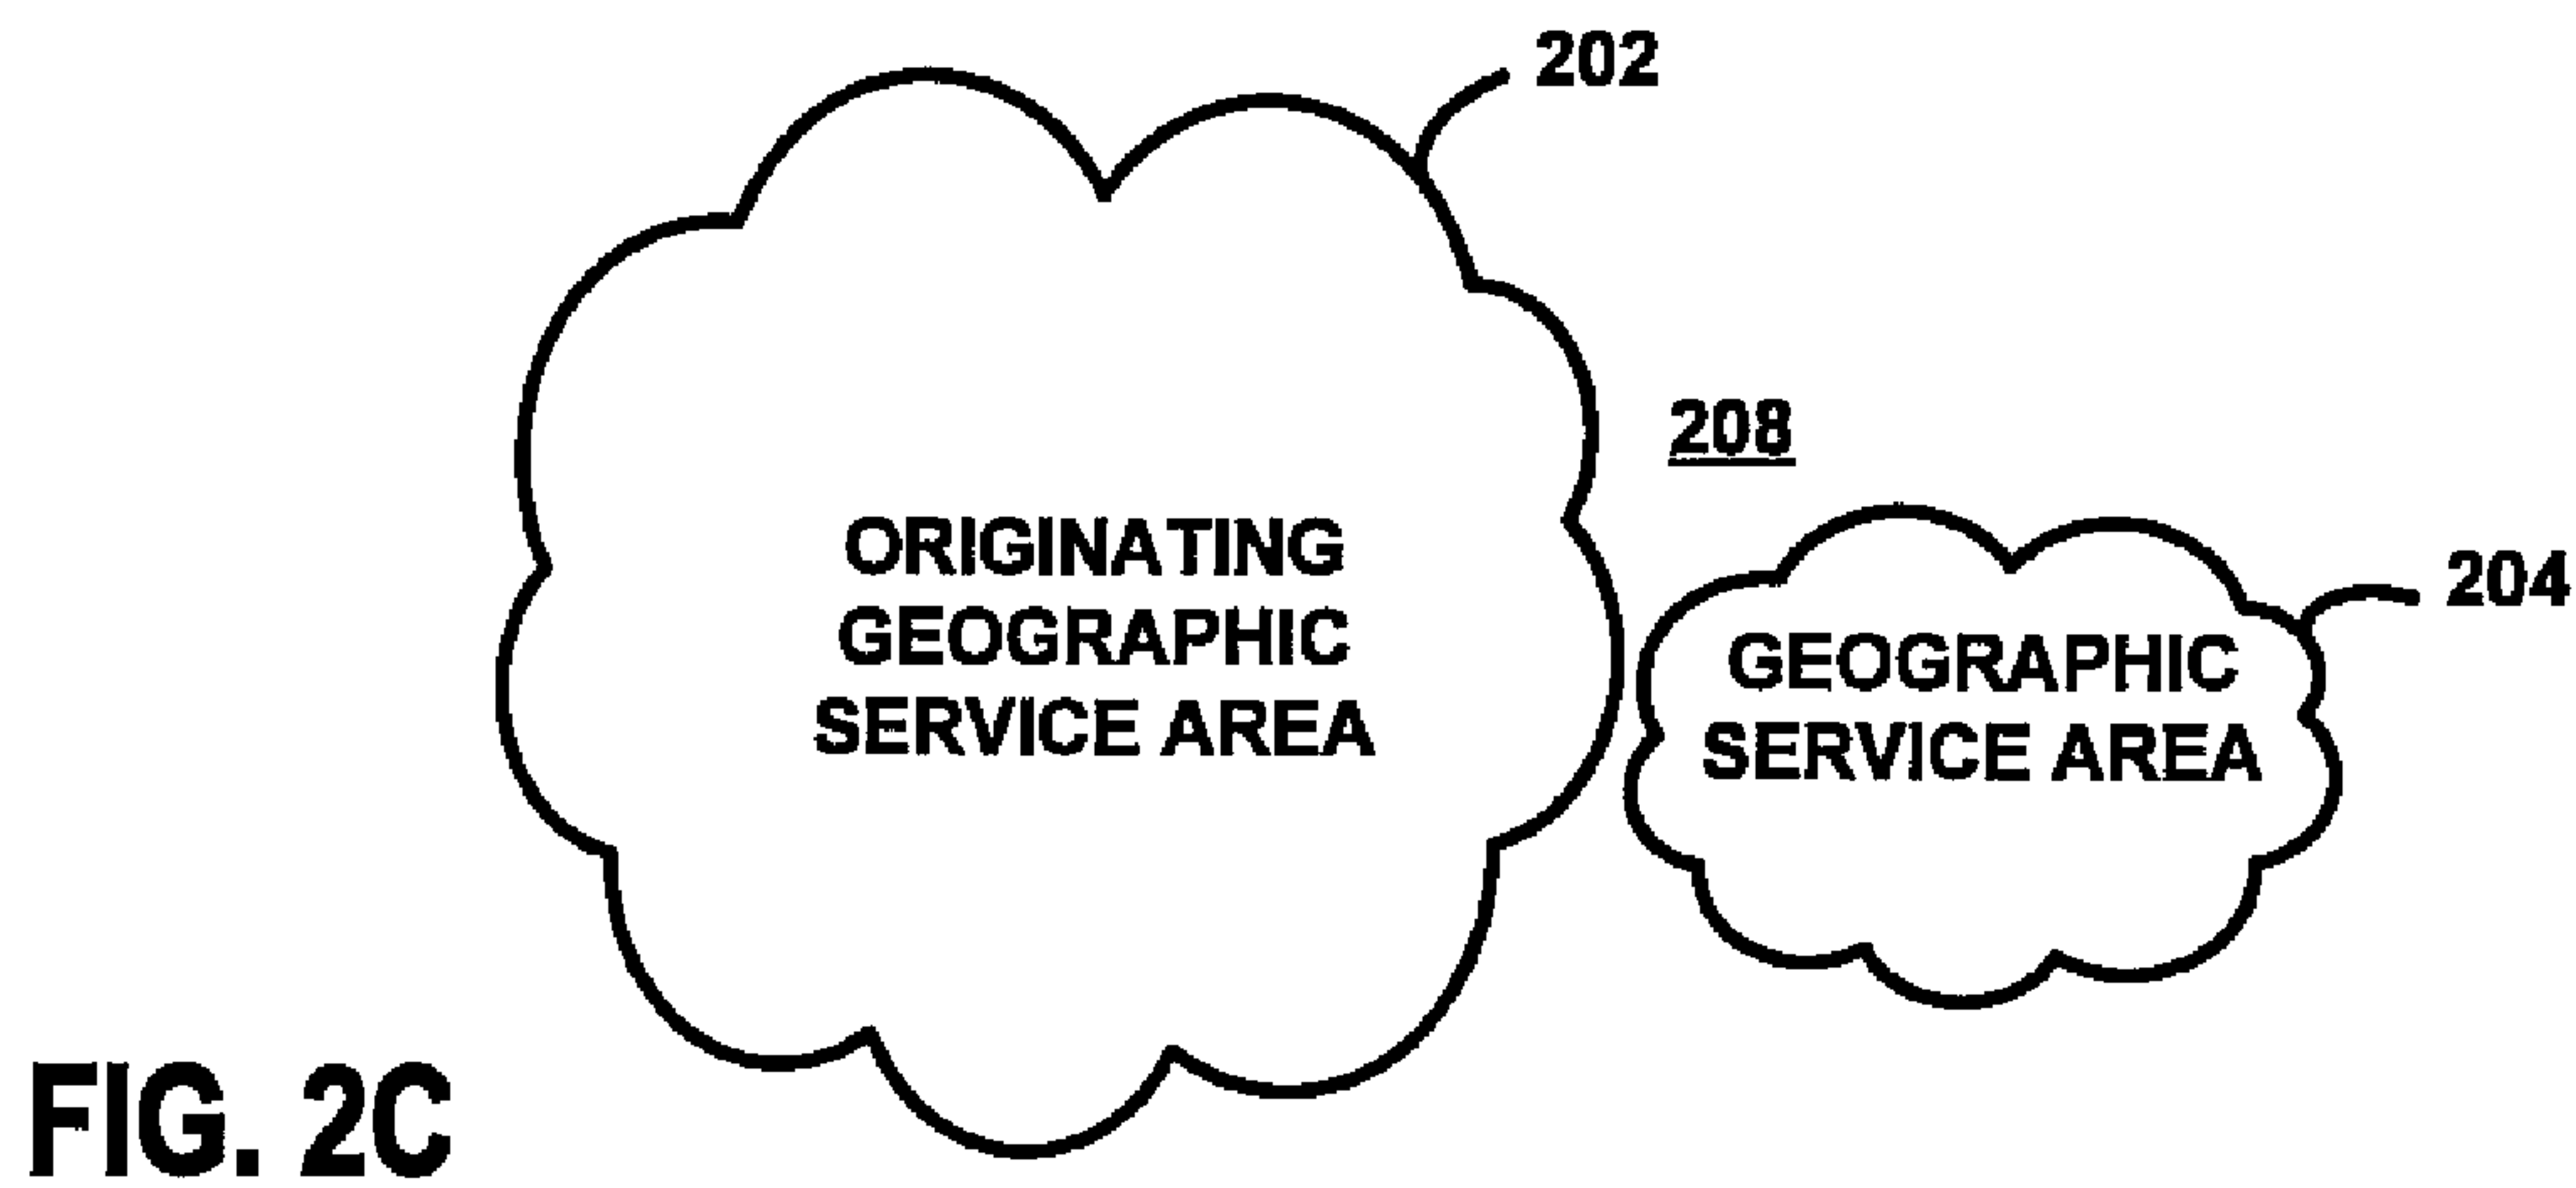 202
208
ORIGINATING
GEOGRAPHIC
SERVICE AREA
204
GEOGRAPHIC
SERVICE AREA
FIG. 2C